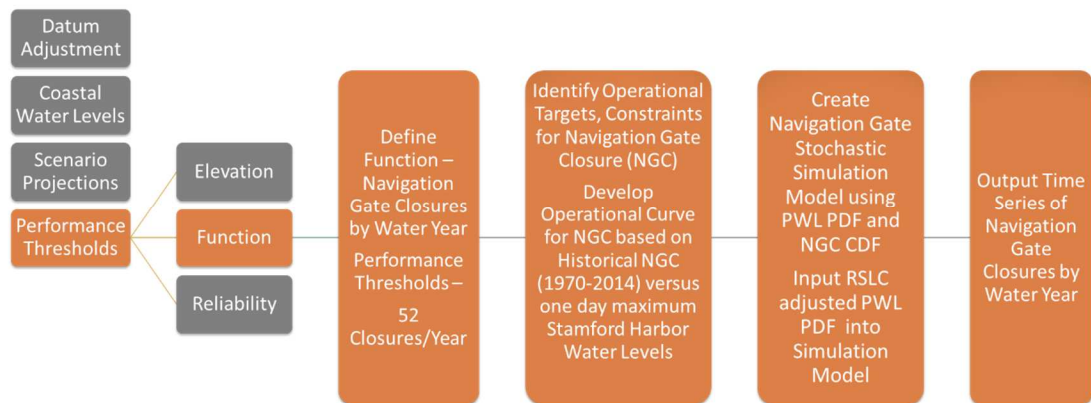 Datum
Adjustment
Coastal
Water Levels
Scenario
Projections
Performance
Thresholds
Elevation
Function
Reliability
Define
Function –
Navigation
Gate Closures
by Water Year
Performance
Thresholds –
52
Closures/Year
Identify Operational
Targets, Constraints
for Navigation Gate
Closure (NGC)
Develop
Operational Curve
for NGC based on
Historical NGC
(1970-2014) versus
one day maximum
Stamford Harbor
Water Levels
Create
Navigation Gate
Stochastic
Simulation
Model using
PWL PDF and
NGC CDF
Input RSLC
adjusted PWL
PDF into
Simulation
Model
Output Time
Series of
Navigation
Gate
Closures by
Water Year